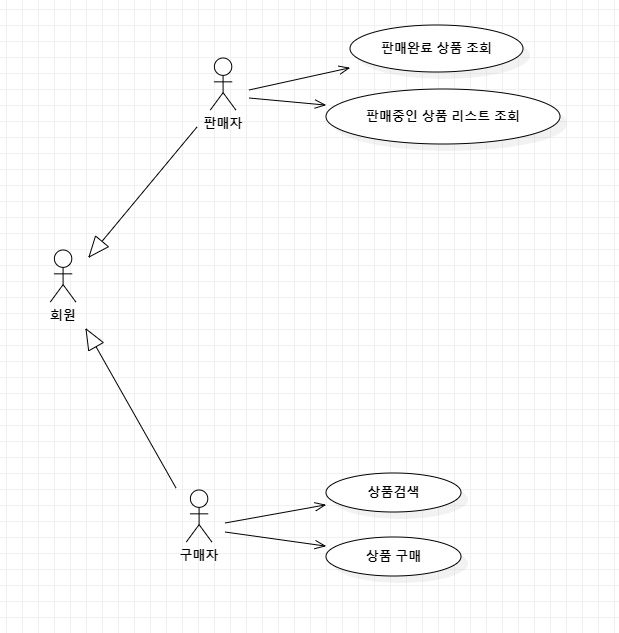 판매완료 상품 조회
판매자
판매중인 상품 리스트 조회
회원
상품검색
구매자
상품 구매